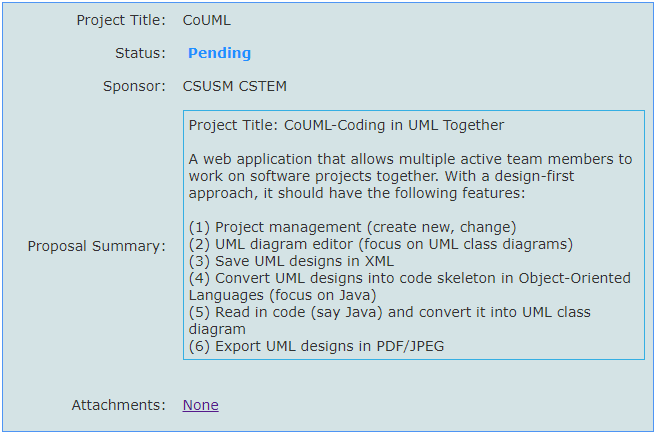 Project Title: CoUML
Status: Pending
Sponsor: CSUSM CSTEM
Proposal Summary:
Project Title: CoUML-Coding in UML Together
A web application that allows multiple active team members to
work on software projects together. With a design-first
approach, it should have the following features:
(1) Project management (create new, change)
(2) UML diagram editor (focus on UML class diagrams)
(3) Save UML designs in XML
(4) Convert UML designs into code skeleton in Object-Oriented
Languages (focus on Java)
(5) Read in code (say Java) and convert it into UML class
diagram
(6) Export UML designs in PDF/JPEG
Attachments: None